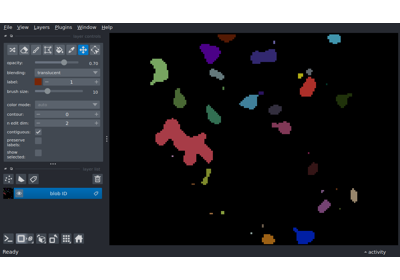 File View Layers Plugins Window Help
opacity: 0.70
blending: translucent
label: 1
brush size: 10
color mode:
contour: 0
n edit dim: 2
contiguous:
preserve labels:
show selected:
blob ID
Ready
activity